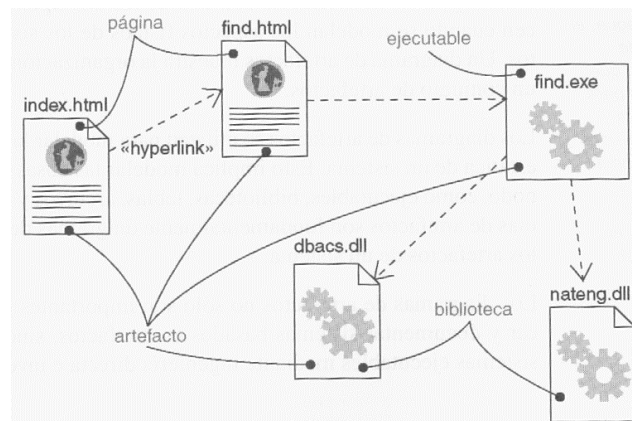 página
find.html
ejecutable
find.exe
index.html
«hyperlink»
dbacs.dll
nateng.dll
biblioteca
artefacto